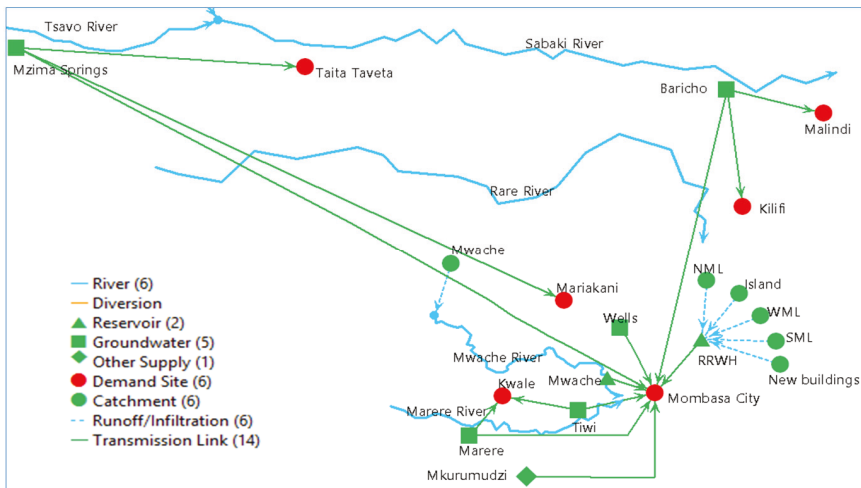 Tsavo River
Sabaki River
Mzima Springs
Taita Taveta
Baricho
Malindi
Rare River
Kilifi
Mwache
NML
Island
Mariakani
Wells
WML
SML
RRWH
New buildings
Mwache River
Kwale
Mwache
Mombasa City
Marere River
Tiwi
Marere
Mkurumudzi
River (6)
Diversion
Reservoir (2)
Groundwater (5)
Other Supply (1)
Demand Site (6)
Catchment (6)
Runoff/Infiltration (6)
Transmission Link (14)